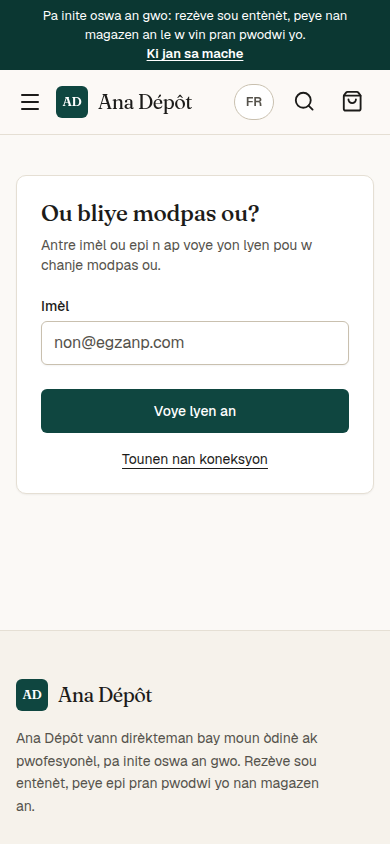 Pa inite oswa an gwo: rezève sou entènèt, peye nan
magazen an le w vin pran pwodwi yo.
Ki jan sa mache
AD Ana Dépôt FR
Ou bliye modpas ou?
Antre imèl ou epi n ap voye yon lyen pou w
chanje modpas ou.
Imèl
non@egzanp.com
Voye lyen an
Tounen nan koneksyon
AD Ana Dépôt
Ana Dépôt vann dirèkteman bay moun òdinè ak
pwofesyonèl, pa inite oswa an gwo. Rezève sou
entènèt, peye epi pran pwodwi yo nan magazen
an.